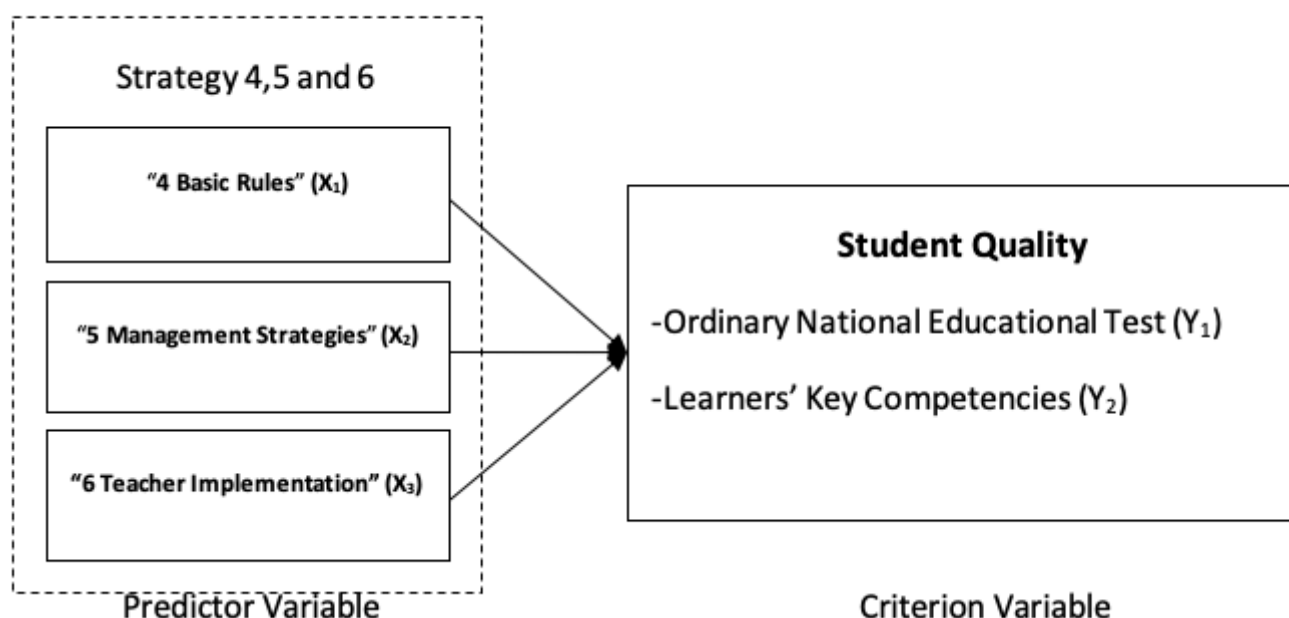 Strategy 4,5 and 6
“4 Basic Rules” (X₁)
“5 Management Strategies” (X₂)
“6 Teacher Implementation” (X₃)
Predictor Variable
Student Quality
-Ordinary National Educational Test (Y₁)
-Learners’ Key Competencies (Y₂)
Criterion Variable